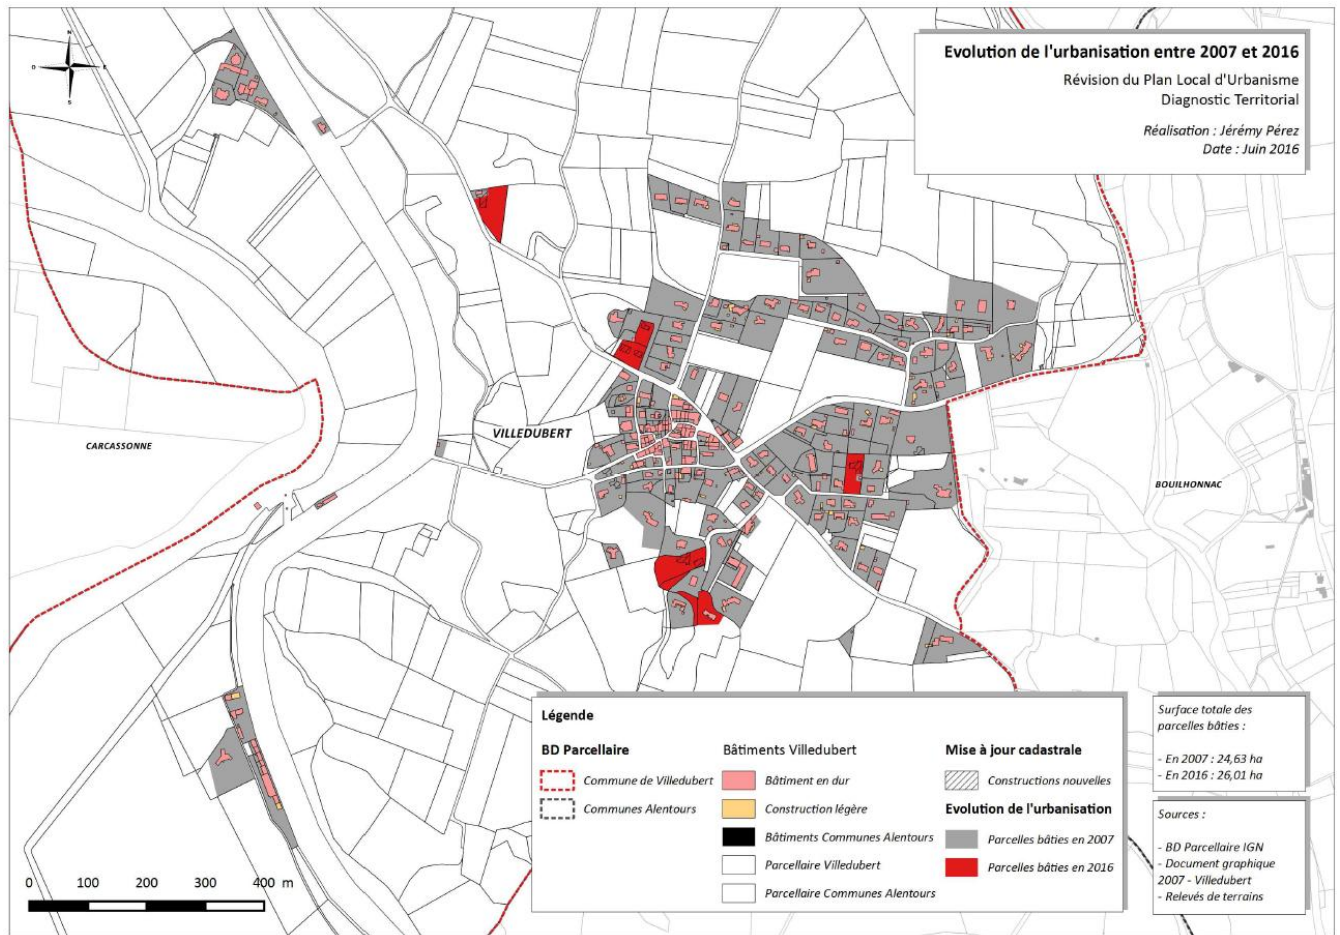 Evolution de l'urbanisation entre 2007 et 2016
Révision du Plan Local d'Urbanisme
Diagnostic Territorial
Réalisation : Jérémy Pérez
Date : Juin 2016
N
O
E
S
CARCASSONNE
VILLEDUBERT
BOUILHONNAC
Légende
BD Parcellaire
Commune de Villedubert
Communes Alentours
Bâtiments Villedubert
Bâtiment en dur
Construction légère
Bâtiments Communes Alentours
Parcellaire Villedubert
Parcellaire Communes Alentours
Mise à jour cadastrale
Constructions nouvelles
Evolution de l'urbanisation
Parcelles bâties en 2007
Parcelles bâties en 2016
Surface totale des
parcelles bâties :
- En 2007 : 24,63 ha
- En 2016 : 26,01 ha
Sources :
- BD Parcellaire IGN
- Document graphique
2007 - Villedubert
- Relevés de terrains
0 100 200 300 400 m